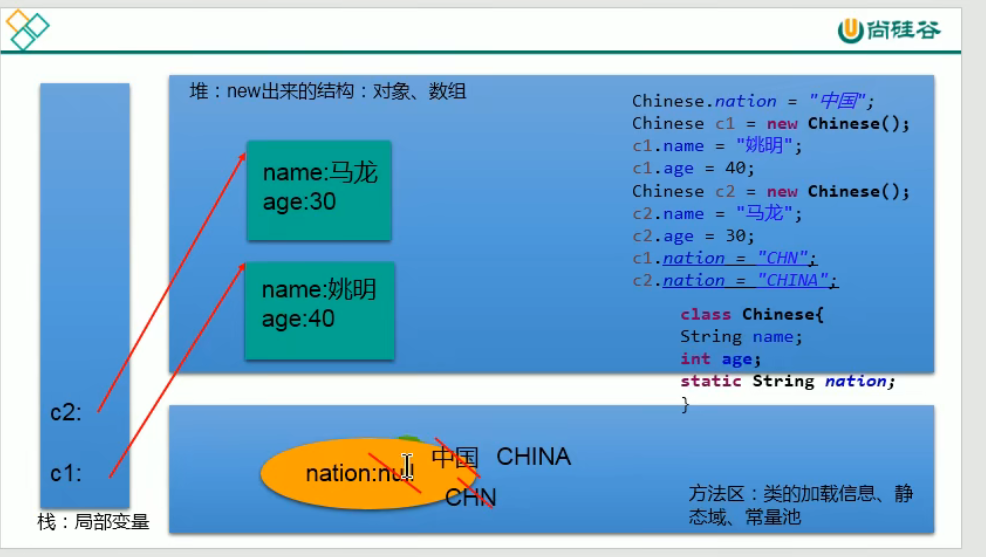 尚硅谷
堆：new出来的结构：对象、数组
name:马龙
age:30
name:姚明
age:40
Chinese.nation = "中国";
Chinese c1 = new Chinese();
c1.name = "姚明";
c1.age = 40;
Chinese c2 = new Chinese();
c2.name = "马龙";
c2.age = 30;
c1.nation = "CHN";
c2.nation = "CHINA";
class Chinese{
String name;
int age;
static String nation;
}
c2:
c1:
栈：局部变量
nation:null
中国 CHINA
CHN
方法区：类的加载信息、静
态域、常量池